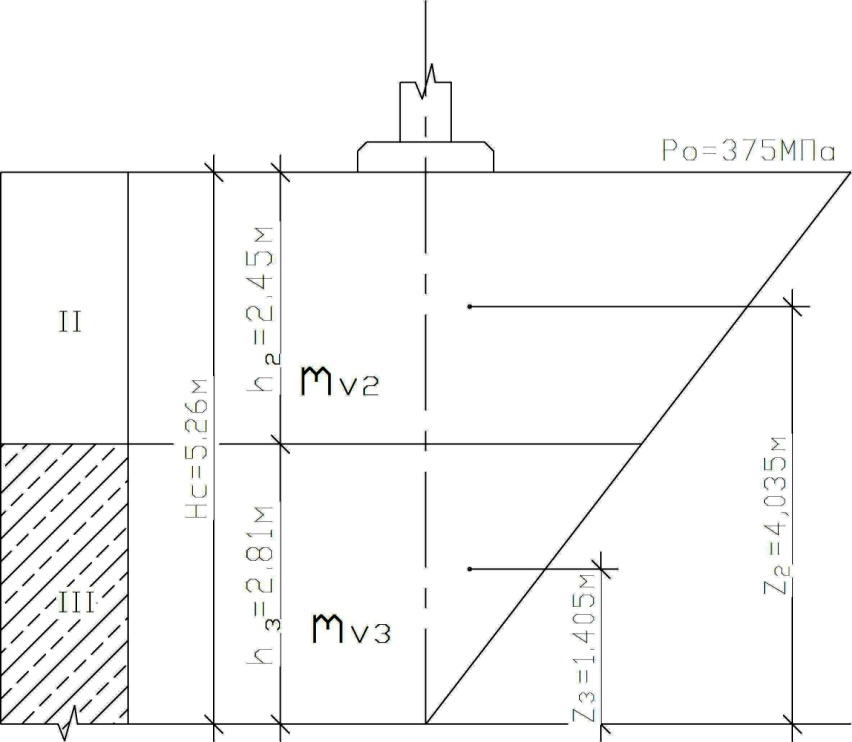 Po=375МПа
II
Hc=5.26м
h2=2.45м
mv2
Z2=4,035м
III
h3=2.81м
mv3
Z3=1.405м